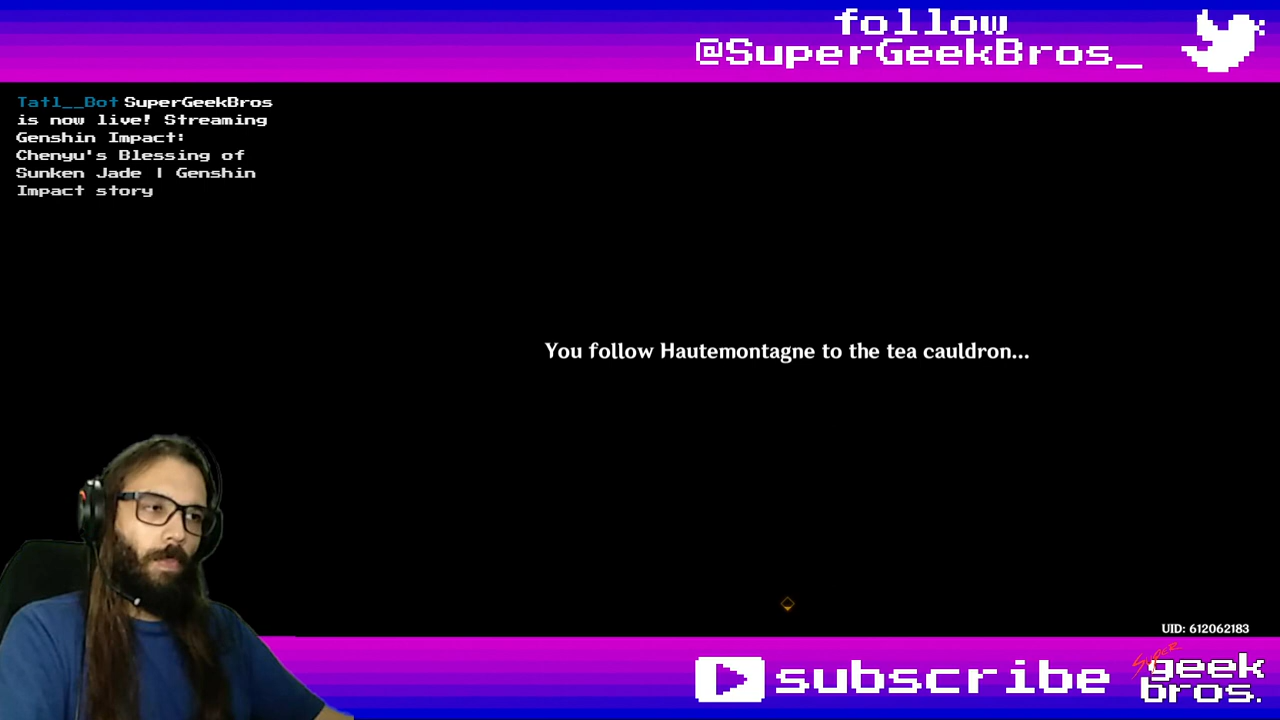 follow
@SuperGeekBros_
Tatl__Bot SuperGeekBros
is now live! Streaming
Genshin Impact:
Chenyu's Blessing of
Sunken Jade | Genshin
Impact story
You follow Hautemontagne to the tea cauldron...
UID: 612062183
subscribe
SUPER
geek
bros.